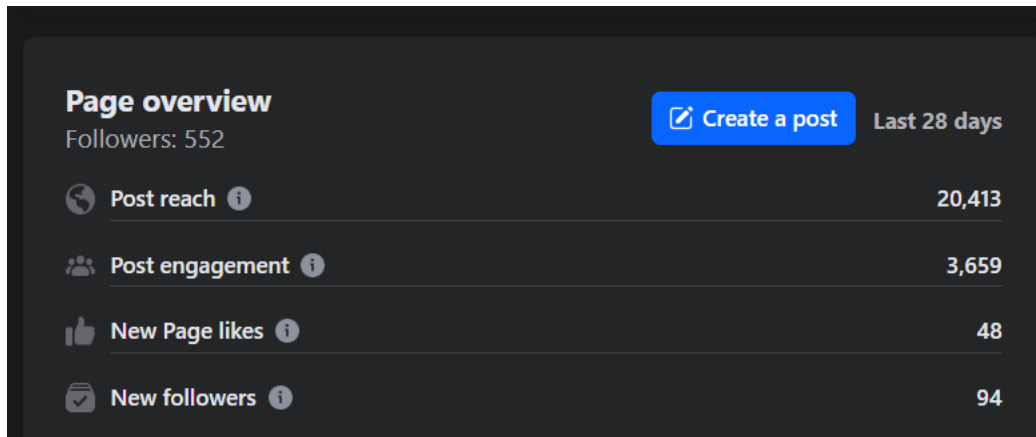 Page overview
Followers: 552
Create a post
Last 28 days
Post reach 20,413
Post engagement 3,659
New Page likes 48
New followers 94